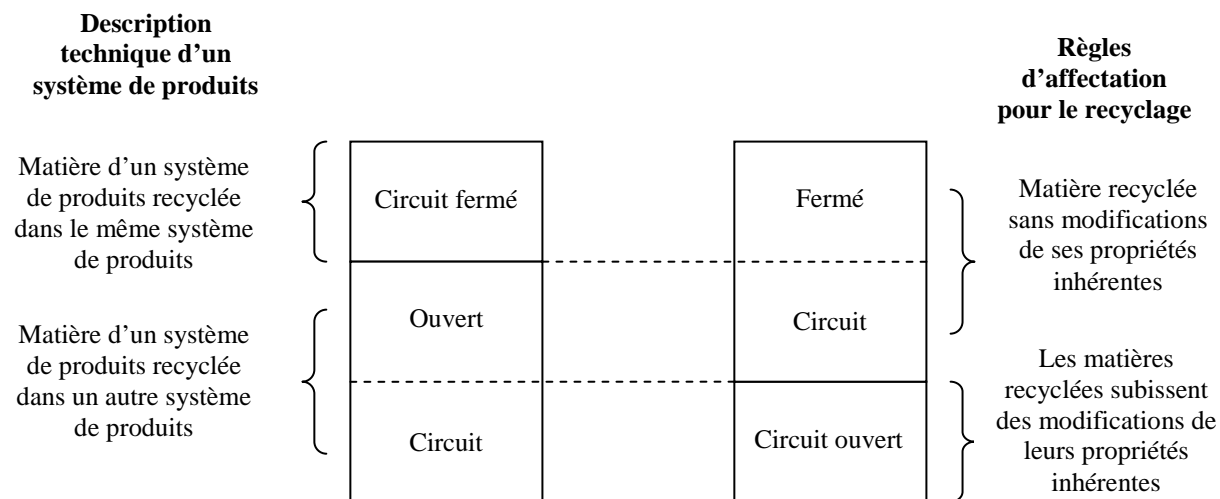 Description
technique d’un
système de produits
Règles
d’affectation
pour le recyclage
Matière d’un système
de produits recyclée
dans le même système
de produits
Circuit fermé
Fermé
Matière recyclée
sans modifications
de ses propriétés
inhérentes
Matière d’un système
de produits recyclée
dans un autre système
de produits
Ouvert
Circuit
Circuit
Circuit ouvert
Les matières
recyclées subissent
des modifications de
leurs propriétés
inhérentes